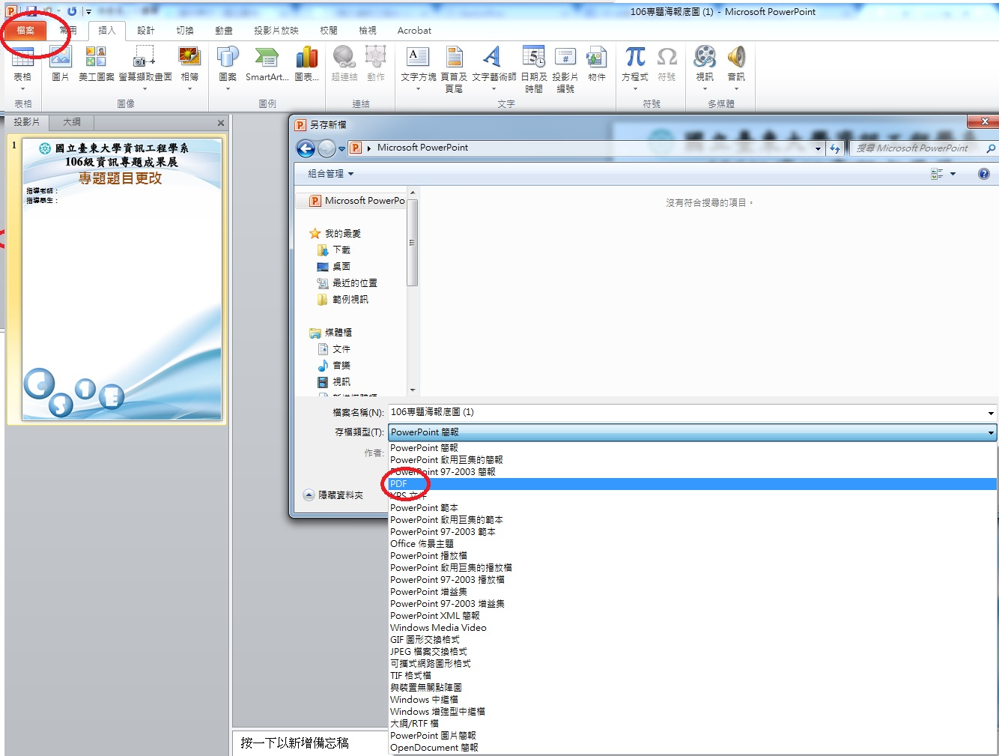 106專題海報底圖 (1) - Microsoft PowerPoint
檔案 常用 插入 設計 切換 動畫 投影片放映 校閱 檢視 Acrobat
表格 圖片 美工圖案 螢幕擷取畫面 相簿 圖案 SmartArt... 圖表... 超連結 動作 文字方塊 頁首及頁尾 文字藝術師 日期及時間 投影片編號 物件 方程式 符號 視訊 音訊
表格 圖像 圖例 連結 文字 符號 多媒體
投影片 大綱
1
國立臺東大學資訊工程學系
106級資訊專題成果展
專題題目更改
指導老師：
指導學生：
C S I E
另存新檔
Microsoft PowerPoint
搜尋 Microsoft PowerPoint
組合管理
Microsoft PowerPo
沒有符合搜尋的項目。
我的最愛
下載
桌面
最近的位置
範例視訊
媒體櫃
文件
音樂
視訊
檔案名稱(N): 106專題海報底圖 (1)
存檔類型(T): PowerPoint 簡報
作者:
隱藏資料夾
PowerPoint 簡報
PowerPoint 啟用巨集的簡報
PowerPoint 97-2003 簡報
PDF
XPS 文件
PowerPoint 範本
PowerPoint 啟用巨集的範本
PowerPoint 97-2003 範本
Office 佈景主題
PowerPoint 播放檔
PowerPoint 啟用巨集的播放檔
PowerPoint 97-2003 播放檔
PowerPoint 增益集
PowerPoint 97-2003 增益集
PowerPoint XML 簡報
Windows Media Video
GIF 圖形交換格式
JPEG 檔案交換格式
可攜式網路圖形格式
TIF 格式檔
與裝置無關點陣圖
Windows 中繼檔
Windows 增強型中繼檔
大綱/RTF 檔
PowerPoint 圖片簡報
OpenDocument 簡報
按一下以新增備忘稿